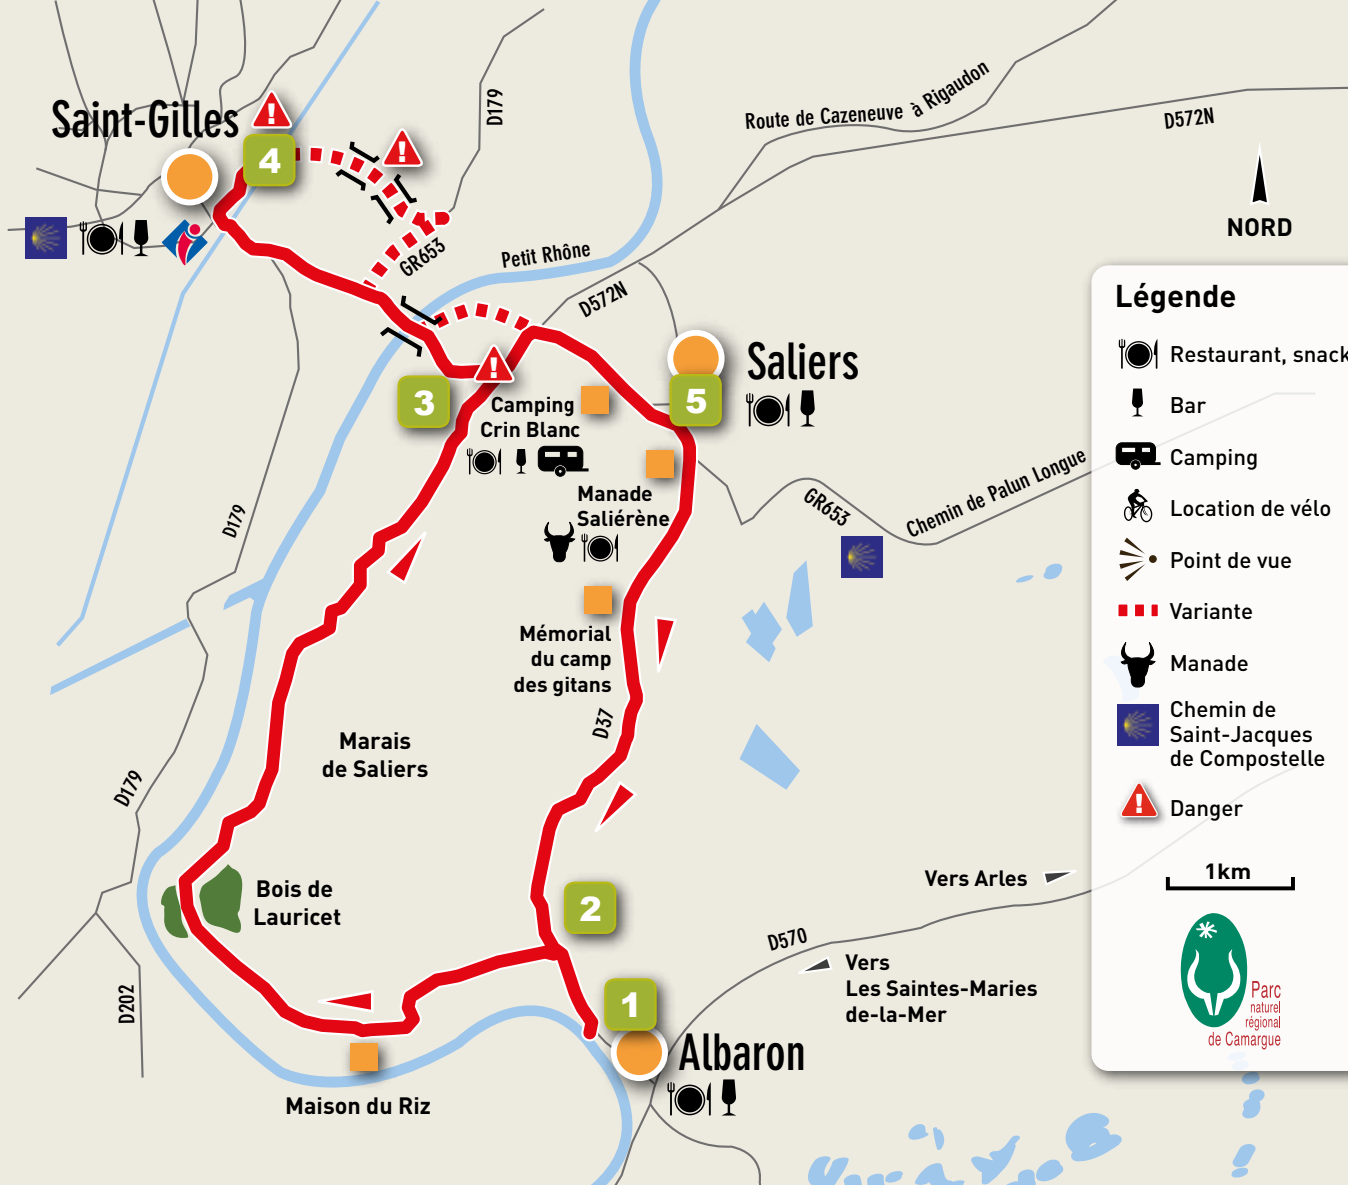 Saint-Gilles
4
D179
Route de Cazeneuve à Rigaudon
D572N
NORD
GR653
Petit Rhône
D572N
Saliers
5
3
Camping
Crin Blanc
Manade
Saliérène
GR653
Chemin de Palun Longue
D179
Mémorial
du camp
des gitans
D37
Marais
de Saliers
D179
Bois de
Lauricet
2
Vers Arles
D570
Vers
Les Saintes-Maries
de-la-Mer
D202
1
Albaron
Maison du Riz
Légende
Restaurant, snack
Bar
Camping
Location de vélo
Point de vue
Variante
Manade
Chemin de
Saint-Jacques
de Compostelle
Danger
1km
Parc
naturel
régional
de Camargue